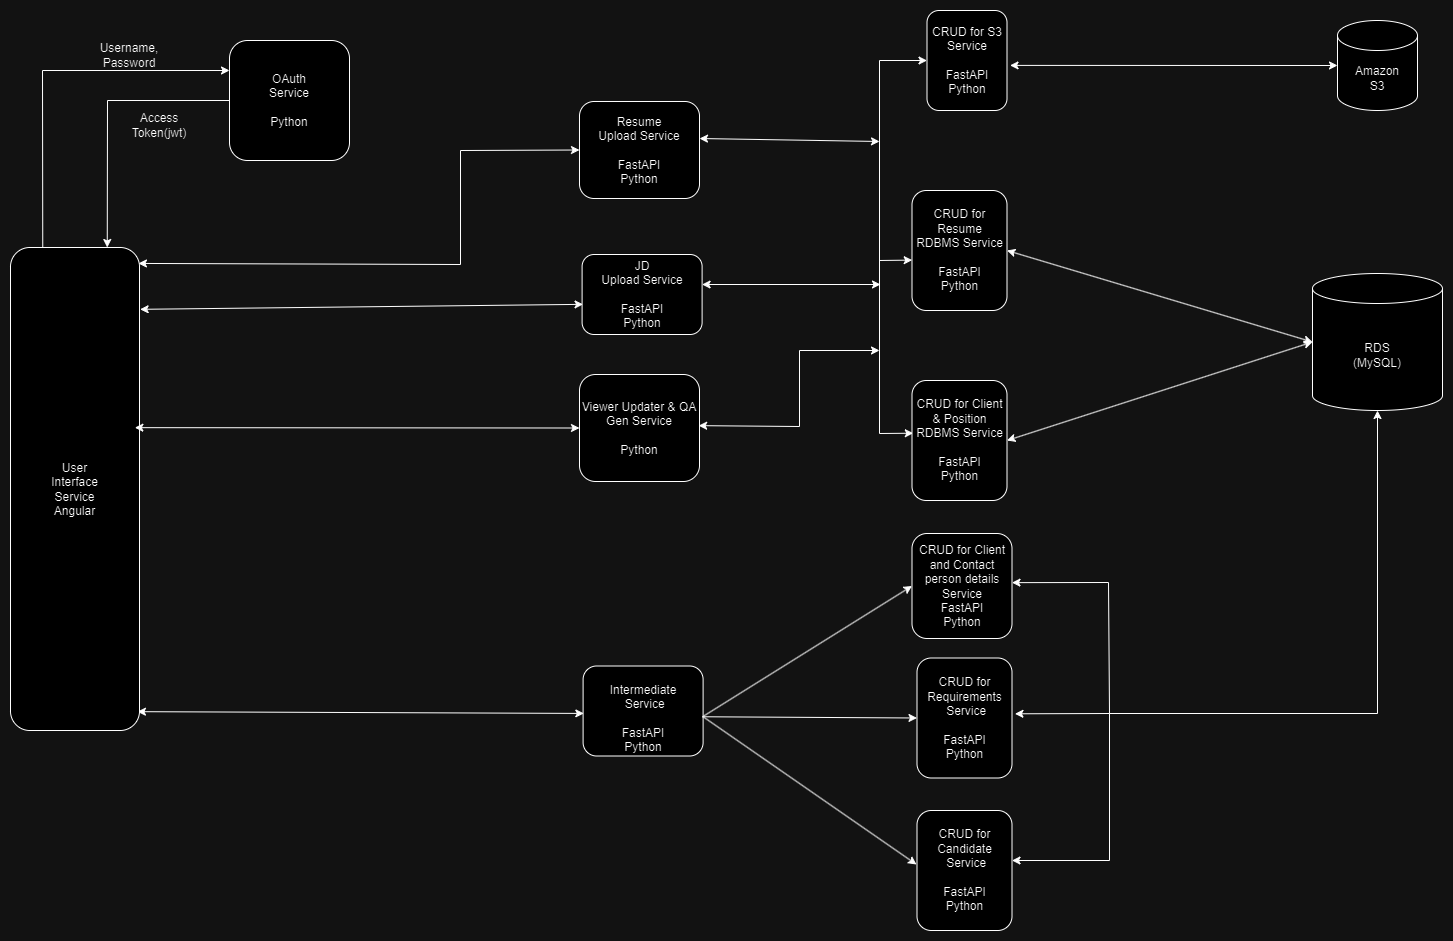 Username,
Password
OAuth
Service
Python
Access
Token(jwt)
Resume
Upload Service
FastAPI
Python
JD
Upload Service
FastAPI
Python
Viewer Updater & QA
Gen Service
Python
User
Interface
Service
Angular
Intermediate
Service
FastAPI
Python
CRUD for S3
Service
FastAPI
Python
Amazon
S3
CRUD for
Resume
RDBMS Service
FastAPI
Python
RDS
(MySQL)
CRUD for Client
& Position
RDBMS Service
FastAPI
Python
CRUD for Client
and Contact
person details
Service
FastAPI
Python
CRUD for
Requirements
Service
FastAPI
Python
CRUD for
Candidate
Service
FastAPI
Python